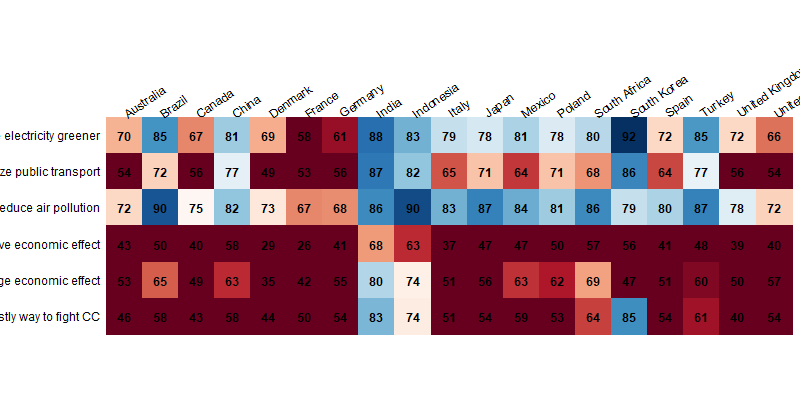 Australia Brazil Canada China Denmark France Germany India Indonesia Italy Japan Mexico Poland South Africa South Korea Spain Turkey United Kingdom United
electricity greener 70 85 67 81 69 58 61 88 83 79 78 81 78 80 92 72 85 72 66
public transport 54 72 56 77 49 53 56 87 82 65 71 64 71 68 86 64 77 56 54
reduce air pollution 72 90 75 82 73 67 68 86 90 83 87 84 81 86 79 80 87 78 72
economic effect 43 50 40 58 29 26 41 68 63 37 47 47 50 57 56 41 48 39 40
economic effect 53 65 49 63 35 42 55 80 74 51 56 63 62 69 47 51 60 50 57
way to fight CC 46 58 43 58 44 50 54 83 74 51 54 59 53 64 85 54 61 40 54